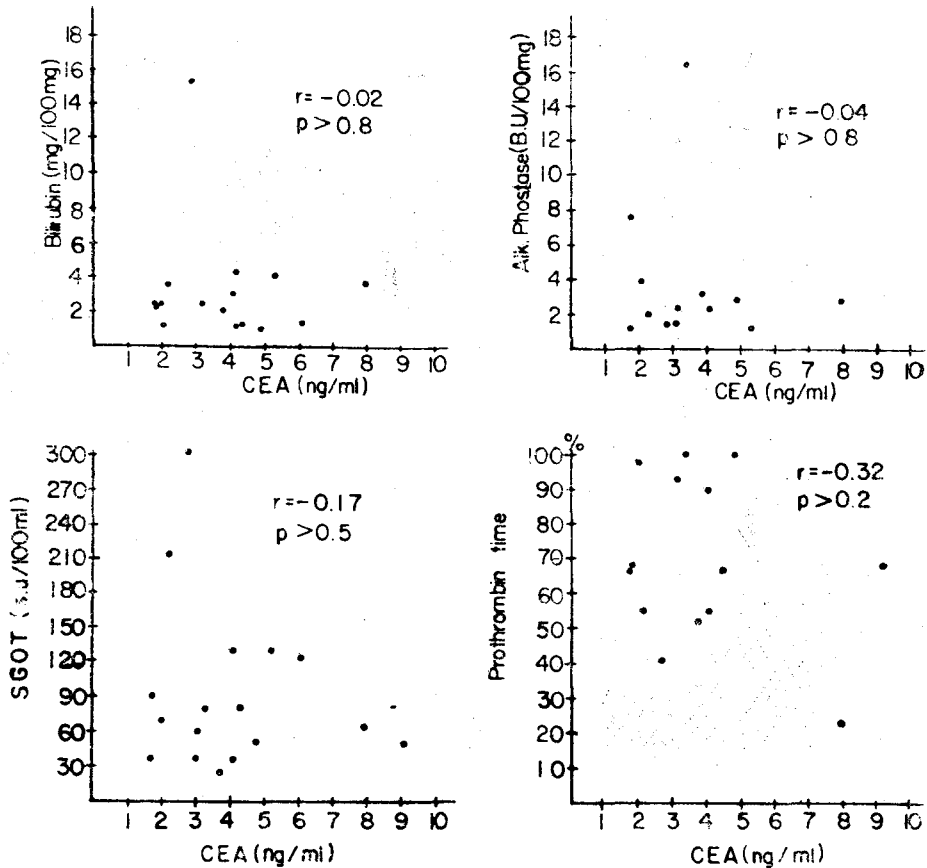 18
16
14
12
10
8
6
4
2
Bilirubin (mg/100mg)
r= -0.02
p > 0.8
1 2 3 4 5 6 7 8 9 10
CEA (ng/ml)
18
16
14
12
10
8
6
4
2
Alk. Phostase (B.U/100mg)
r= -0.04
p > 0.8
1 2 3 4 5 6 7 8 9 10
CEA (ng/ml)
300
270
240
210
180
150
120
90
60
30
SGOT
r=-0.17
p >0.5
1 2 3 4 5 6 7 8 9 10
CEA (ng/ml)
%
100
90
80
70
60
50
40
30
20
10
Prothrombin time
r=-0.32
p >0.2
1 2 3 4 5 6 7 8 9 10
CEA (ng/ml)